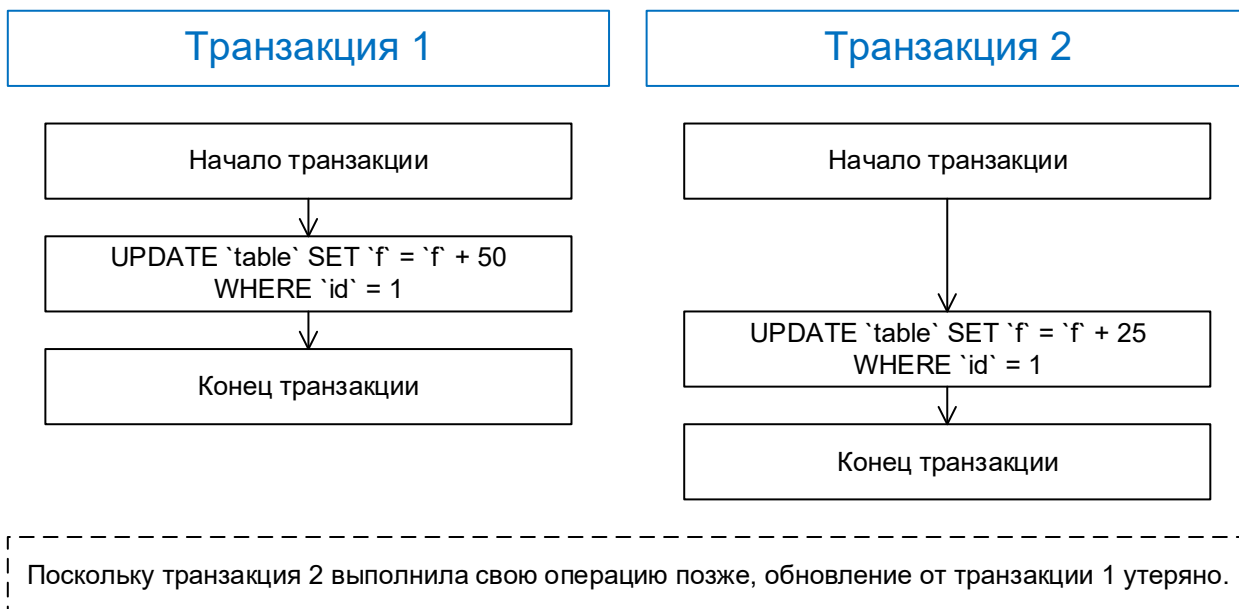 Транзакция 1
Транзакция 2
Начало транзакции
Начало транзакции
UPDATE `table` SET `f` = `f` + 50
WHERE `id` = 1
UPDATE `table` SET `f` = `f` + 25
WHERE `id` = 1
Конец транзакции
Конец транзакции
Поскольку транзакция 2 выполнила свою операцию позже, обновление от транзакции 1 утеряно.